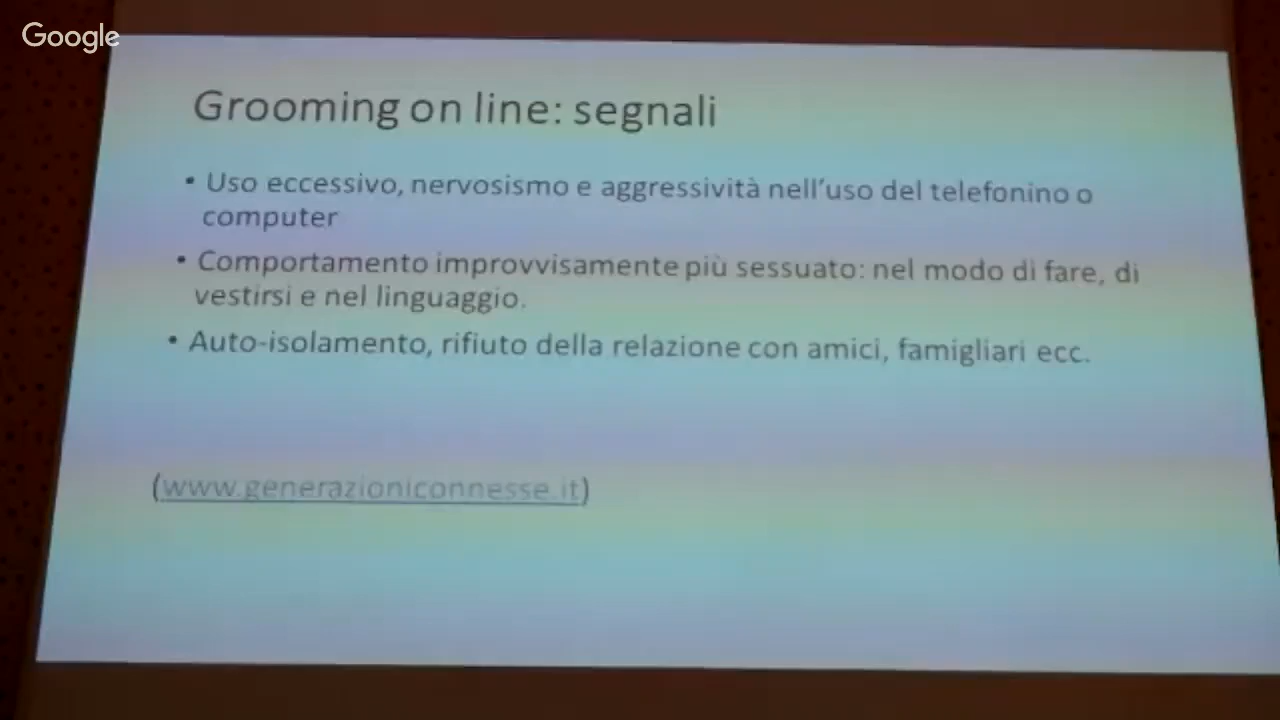 Google
Grooming on line: segnali
• Uso eccessivo, nervosismo e aggressività nell'uso del telefonino o
computer
• Comportamento improvvisamente più sessuato: nel modo di fare, di
vestirsi e nel linguaggio.
• Auto-isolamento, rifiuto della relazione con amici, famigliari ecc.
(www.generazioniconnesse.it)